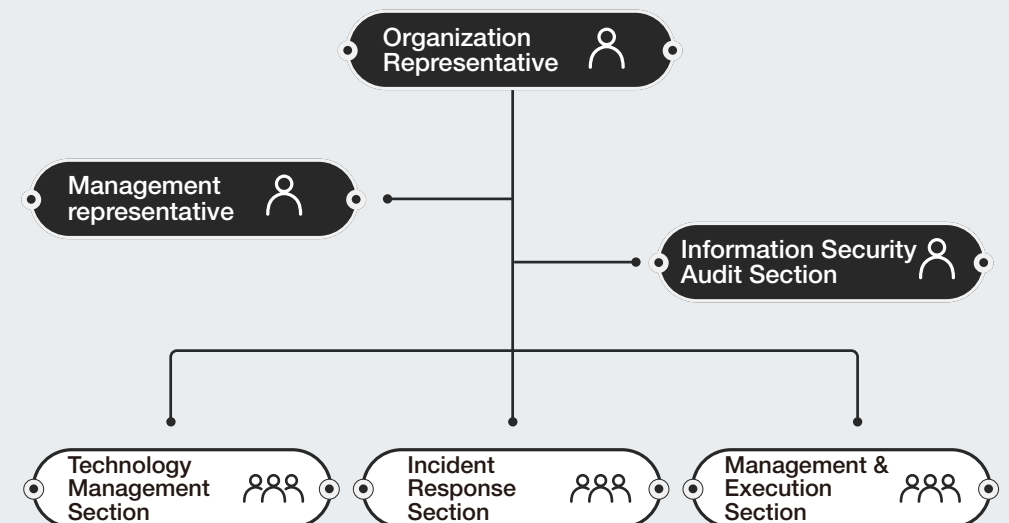 Organization
Representative
Management
representative
Information Security
Audit Section
Technology
Management
Section
Incident
Response
Section
Management &
Execution
Section